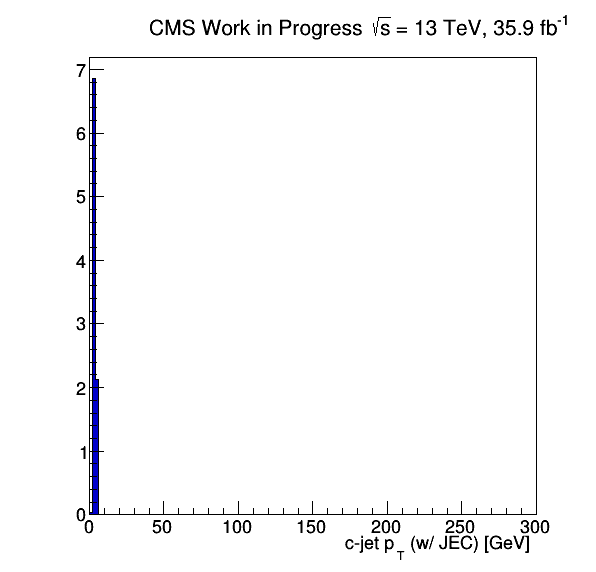 CMS Work in Progress √s = 13 TeV, 35.9 fb⁻¹
7
6
5
4
3
2
1
0
0 50 100 150 200 250 300
c-jet p_T (w/ JEC) [GeV]